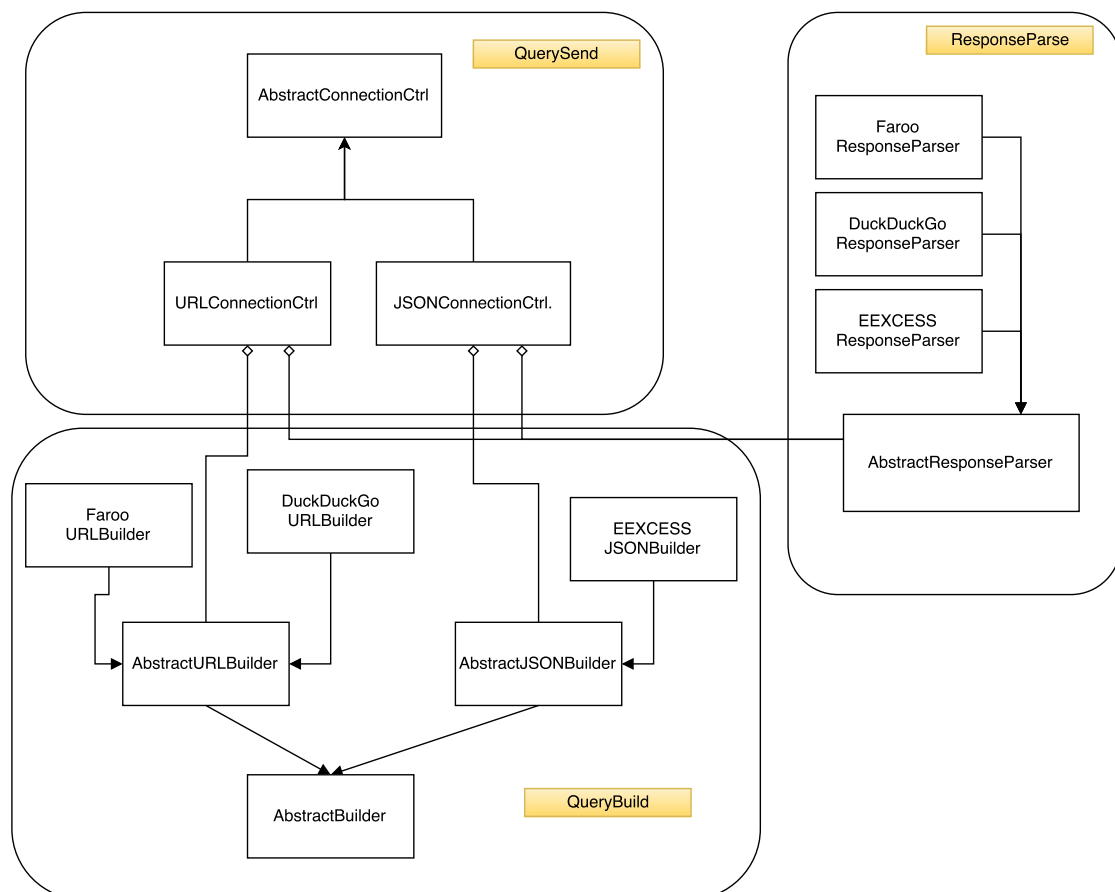 QuerySend
AbstractConnectionCtrl
URLConnectionCtrl
JSONConnectionCtrl.
ResponseParse
Faroo
ResponseParser
DuckDuckGo
ResponseParser
EEXCESS
ResponseParser
AbstractResponseParser
Faroo
URLBuilder
DuckDuckGo
URLBuilder
EEXCESS
JSONBuilder
AbstractURLBuilder
AbstractJSONBuilder
AbstractBuilder
QueryBuild